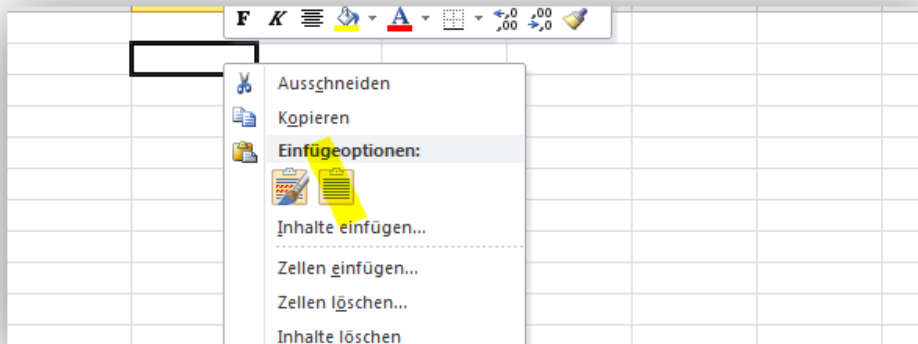 F K A ,0 ,00
,00 ,0
Ausschneiden
Kopieren
Einfügeoptionen:
Inhalte einfügen...
Zellen einfügen...
Zellen löschen...
Inhalte löschen